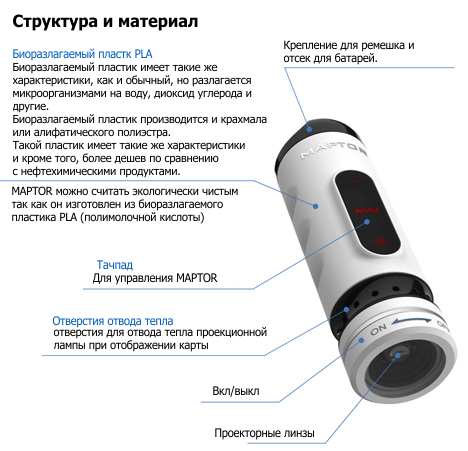 Структура и материал
Крепление для ремешка и
отсек для батарей.
Биоразлагаемый пластк PLA
Биоразлагаемый пластик имеет такие же
характеристики, как и обычный, но разлагается
микроорганизмами на воду, диоксид углерода и
другие.
Биоразлагаемый пластик производится и крахмала
или алифатического полиэстра.
Такой пластик имеет такие же характеристики
и кроме того, более дешев по сравнению
с нефтехимическими продуктами.
MAPTOR можно считать экологически чистым
так как он изготовлен из биоразлагаемого
пластика PLA (полимолочной кислоты)
MAPTOR
Тачпад
Для управления MAPTOR
Отверстия отвода тепла
отверстия для отвода тепла проекционной
лампы при отображении карты
ON
Вкл/выкл
Проекторные линзы